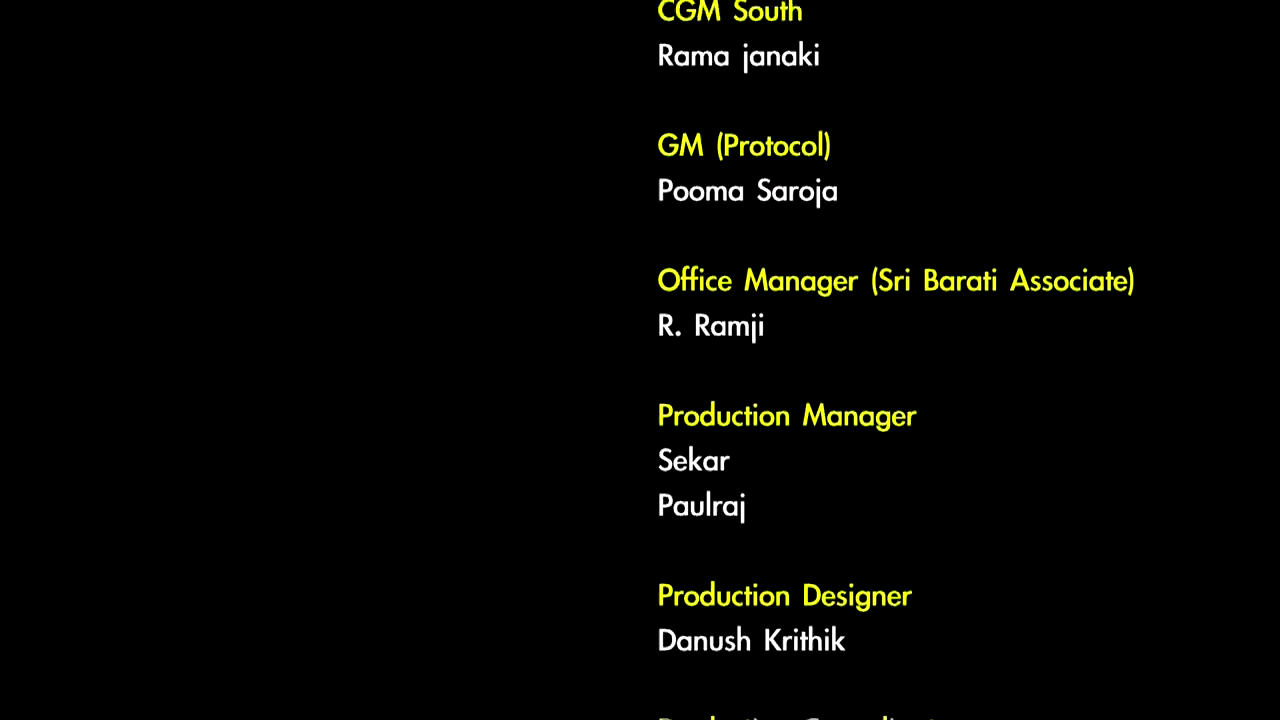 CGM South
Rama janaki
GM (Protocol)
Pooma Saroja
Office Manager (Sri Barati Associate)
R. Ramji
Production Manager
Sekar
Paulraj
Production Designer
Danush Krithik